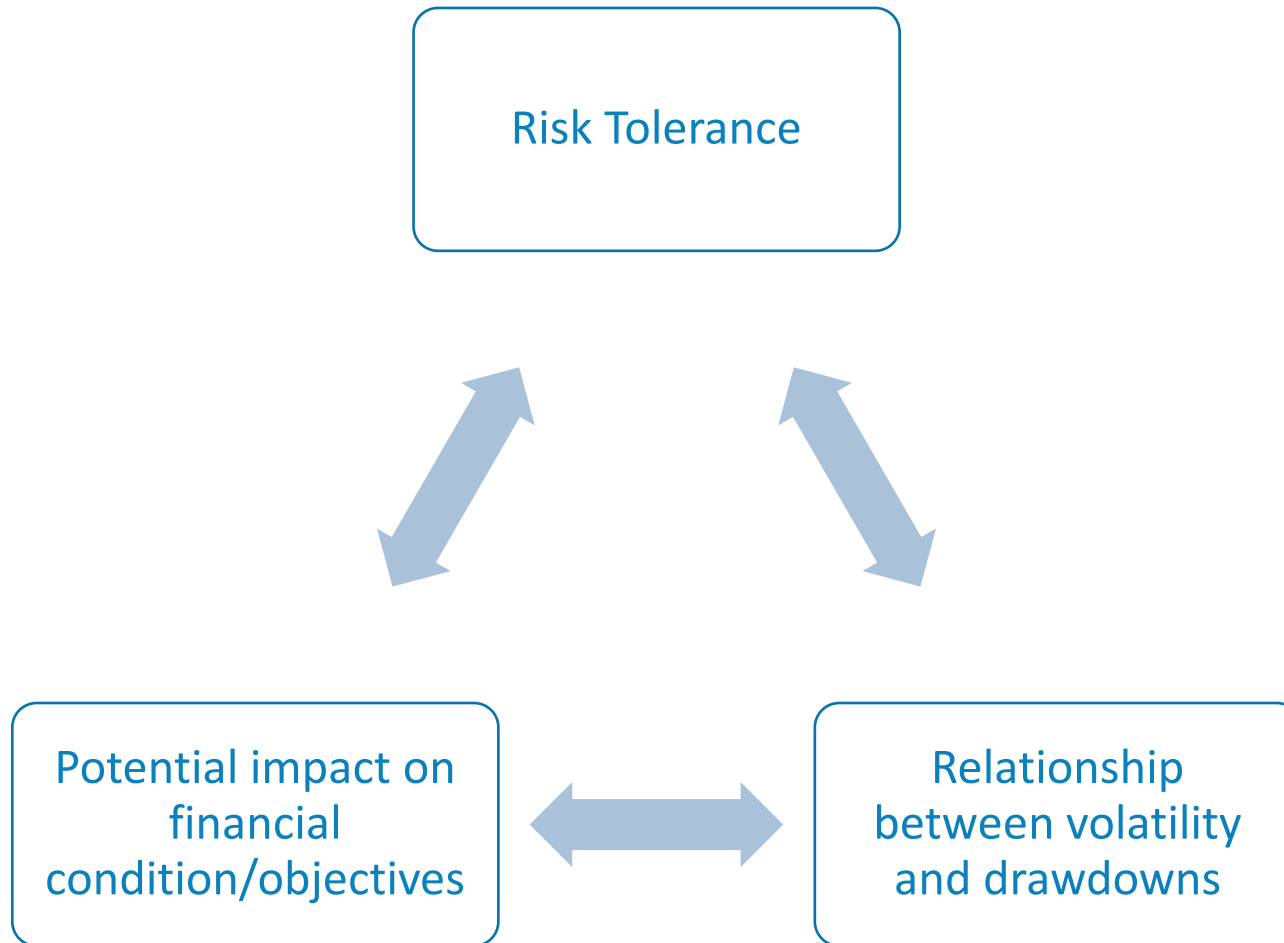 Risk Tolerance
Potential impact on
financial
condition/objectives
Relationship
between volatility
and drawdowns